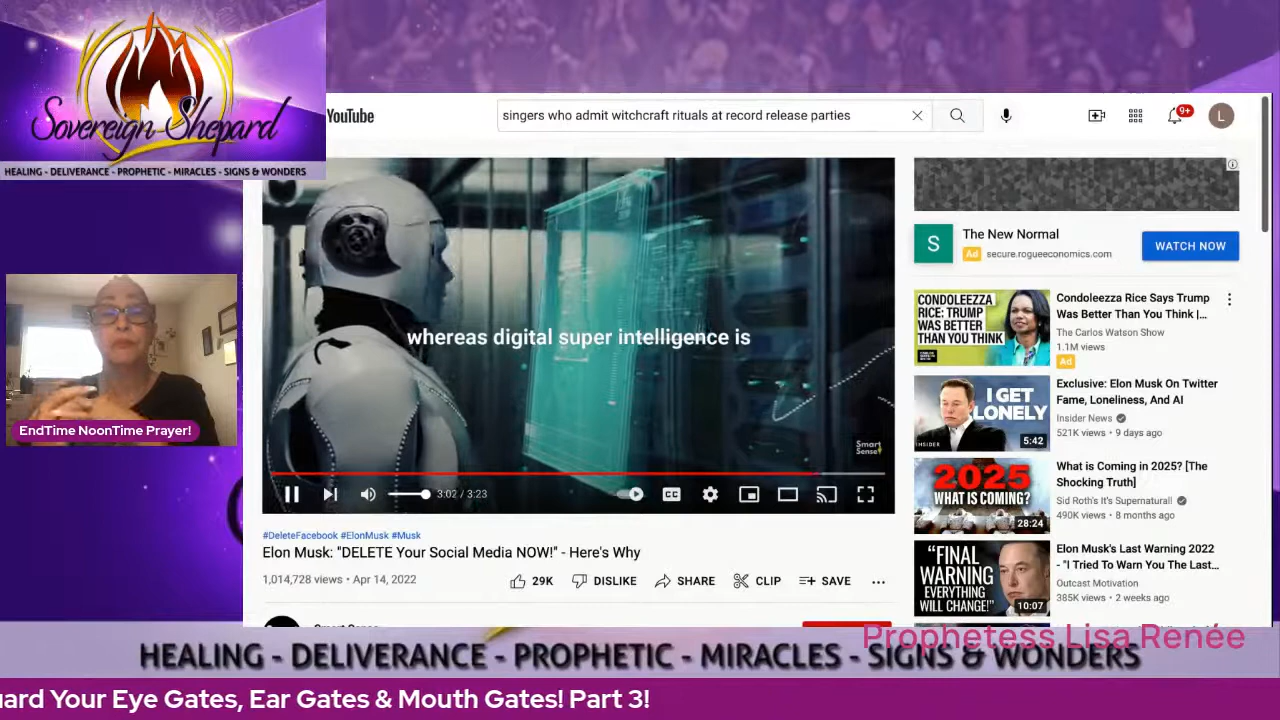 Sovereign Shepard
HEALING - DELIVERANCE - PROPHETIC - MIRACLES - SIGNS & WONDERS
YouTube
singers who admit witchcraft rituals at record release parties
9+
L
whereas digital super intelligence is
Smart
Sense
3:02 / 3:23
CC
#DeleteFacebook #ElonMusk #Musk
Elon Musk: "DELETE Your Social Media NOW!" - Here's Why
1,014,728 views • Apr 14, 2022
29K
DISLIKE
SHARE
CLIP
SAVE
S
The New Normal
Ad secure.rogueeconomics.com
WATCH NOW
CONDOLEEZZA
RICE: TRUMP
WAS BETTER
THAN YOU THINK
Condoleezza Rice Says Trump
Was Better Than You Think |...
The Carlos Watson Show
1.1M views
Ad
I GET
LONELY
INSIDER
5:42
Exclusive: Elon Musk On Twitter
Fame, Loneliness, And AI
Insider News
521K views • 9 days ago
2025
WHAT IS COMING?
28:24
What is Coming in 2025? [The
Shocking Truth]
Sid Roth's It's Supernatural!
490K views • 8 months ago
"FINAL
WARNING
EVERYTHING
WILL CHANGE!"
10:07
Elon Musk's Last Warning 2022
- "I Tried To Warn You The Last...
Outcast Motivation
385K views • 2 weeks ago
EndTime NoonTime Prayer!
Prophetess Lisa Renée
HEALING - DELIVERANCE - PROPHETIC - MIRACLES - SIGNS & WONDERS
uard Your Eye Gates, Ear Gates & Mouth Gates! Part 3!